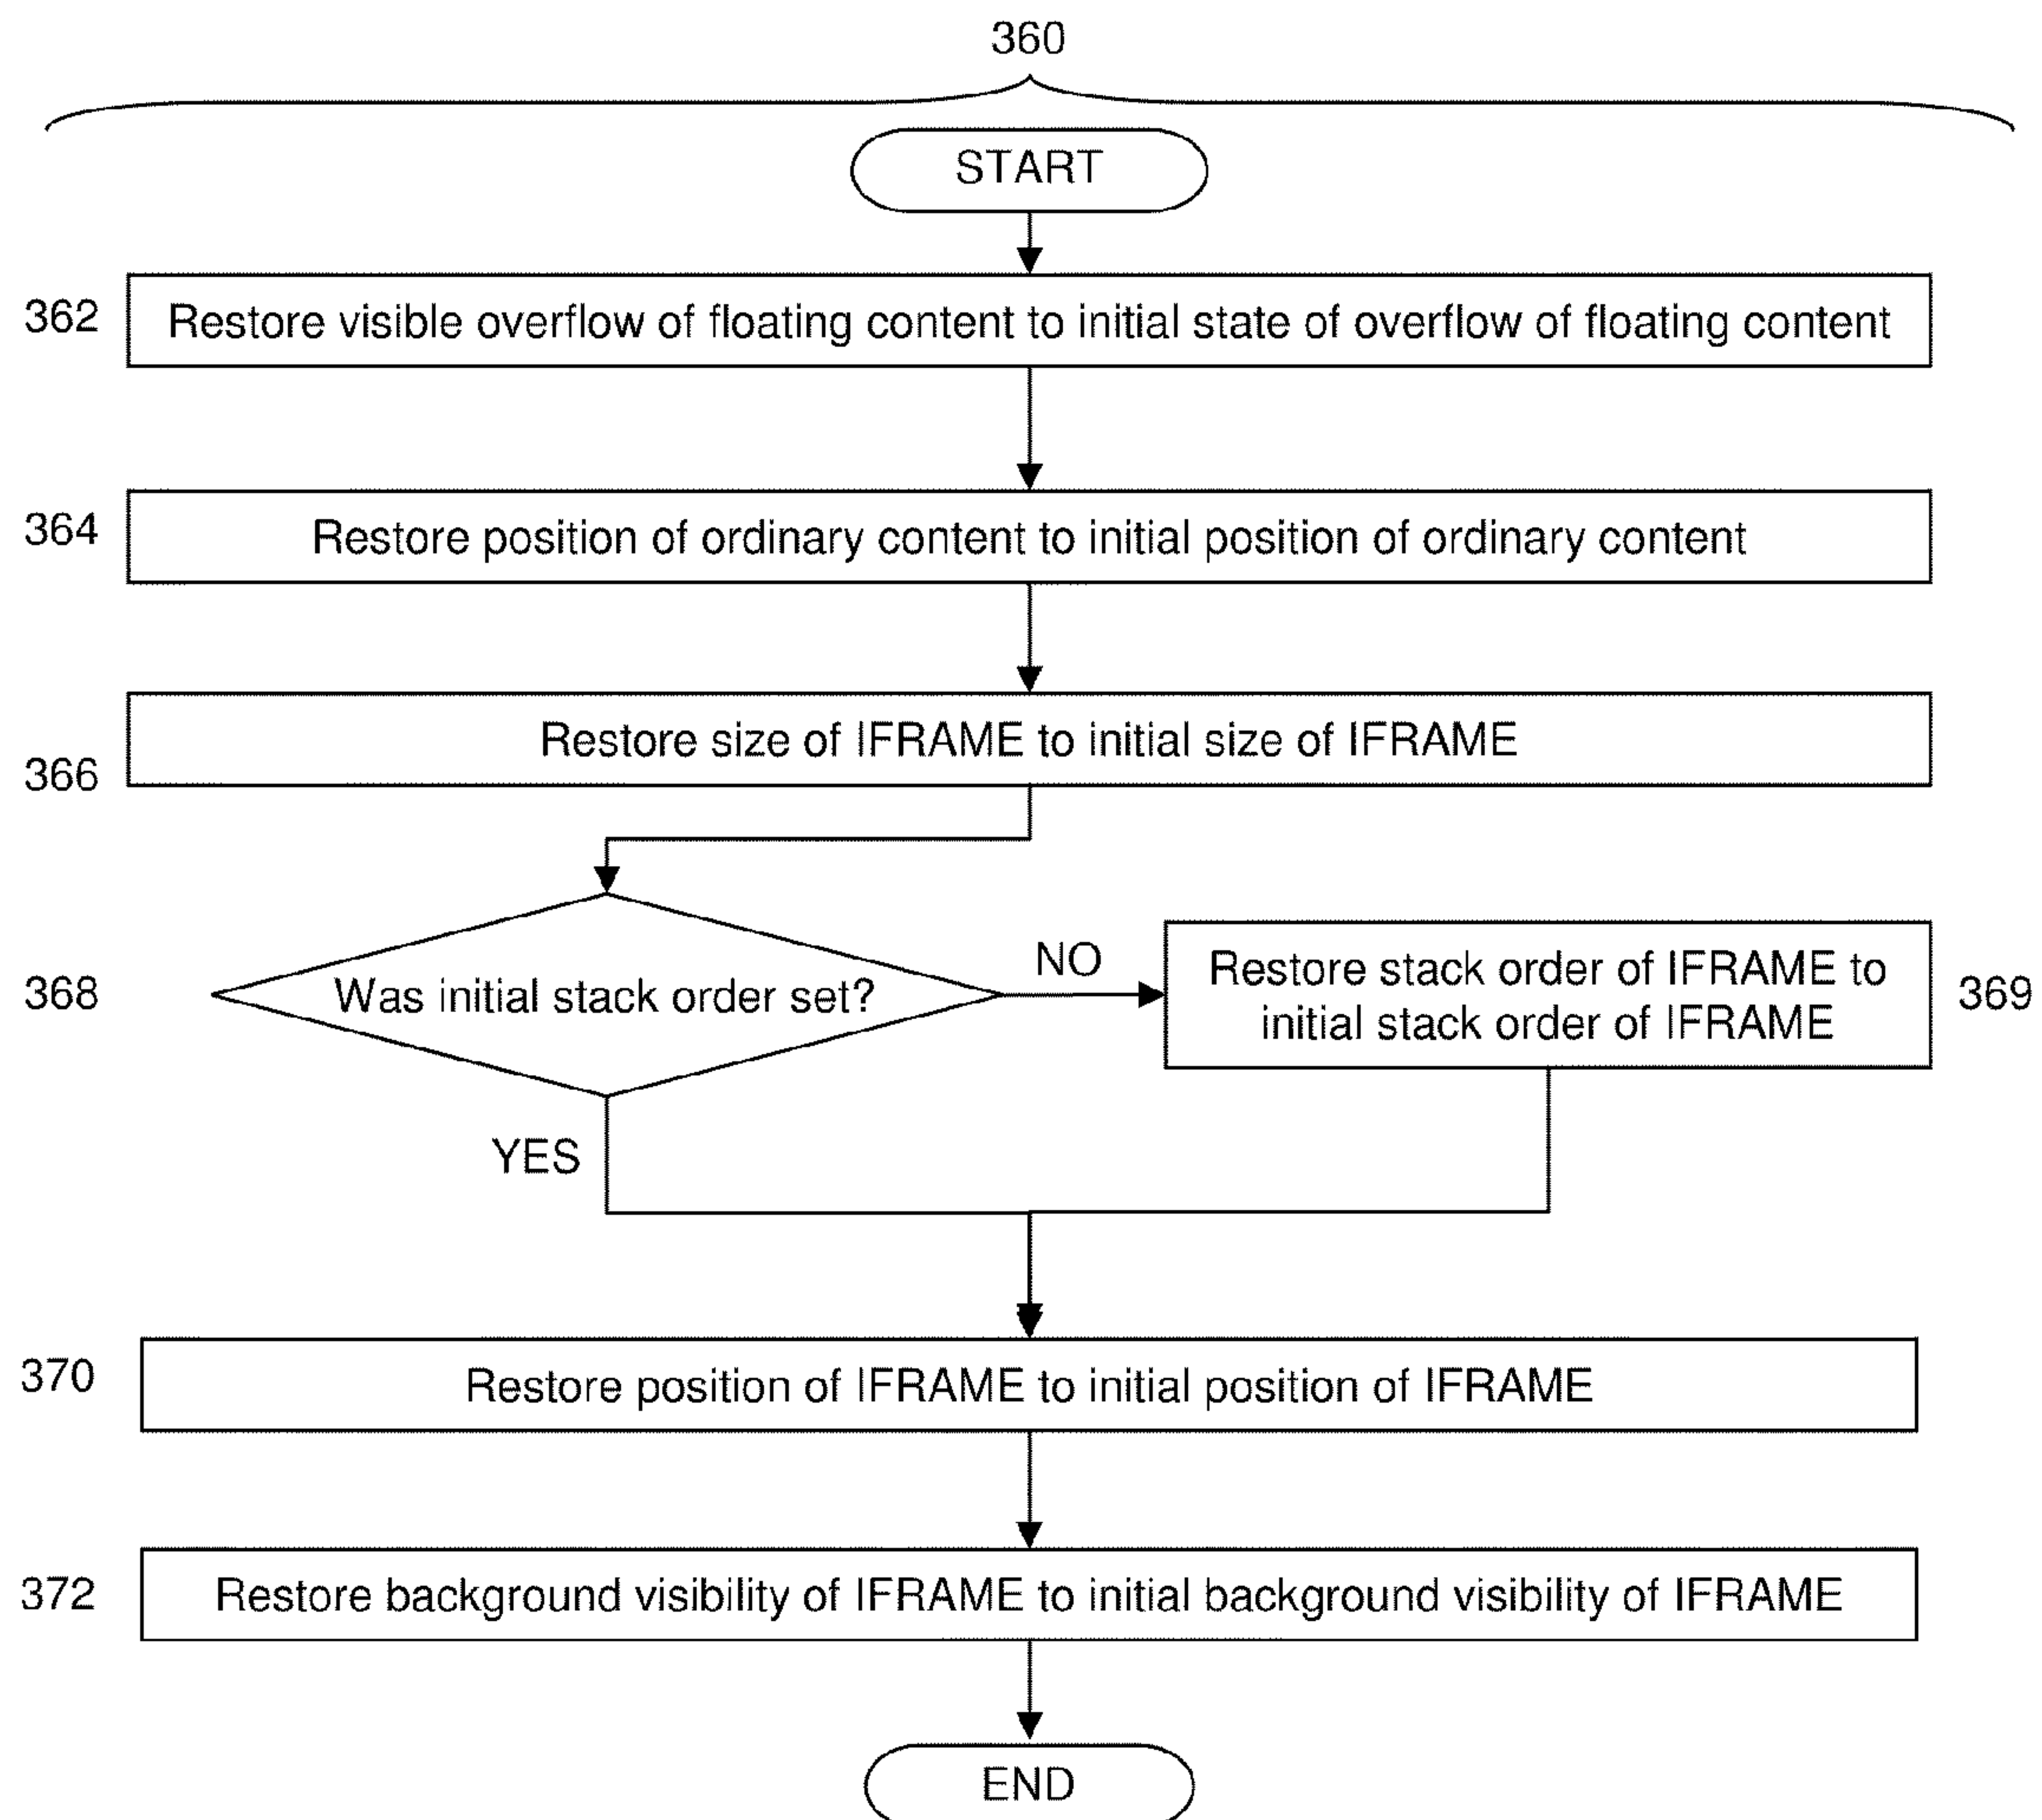 360
START
362
Restore visible overflow of floating content to initial state of overflow of floating content
364
Restore position of ordinary content to initial position of ordinary content
366
Restore size of IFRAME to initial size of IFRAME
368
Was initial stack order set?
NO
Restore stack order of IFRAME to
initial stack order of IFRAME
369
YES
370
Restore position of IFRAME to initial position of IFRAME
372
Restore background visibility of IFRAME to initial background visibility of IFRAME
END